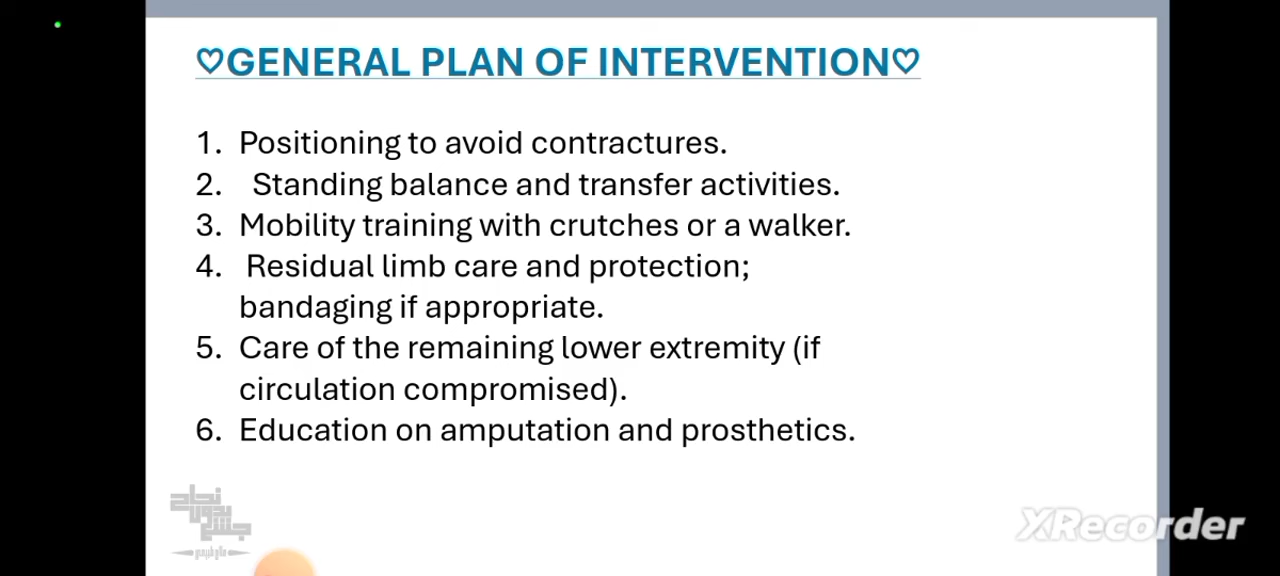 ♡GENERAL PLAN OF INTERVENTION♡
1. Positioning to avoid contractures.
2. Standing balance and transfer activities.
3. Mobility training with crutches or a walker.
4. Residual limb care and protection;
bandaging if appropriate.
5. Care of the remaining lower extremity (if
circulation compromised).
6. Education on amputation and prosthetics.
نجاح
بدون
XRecorder